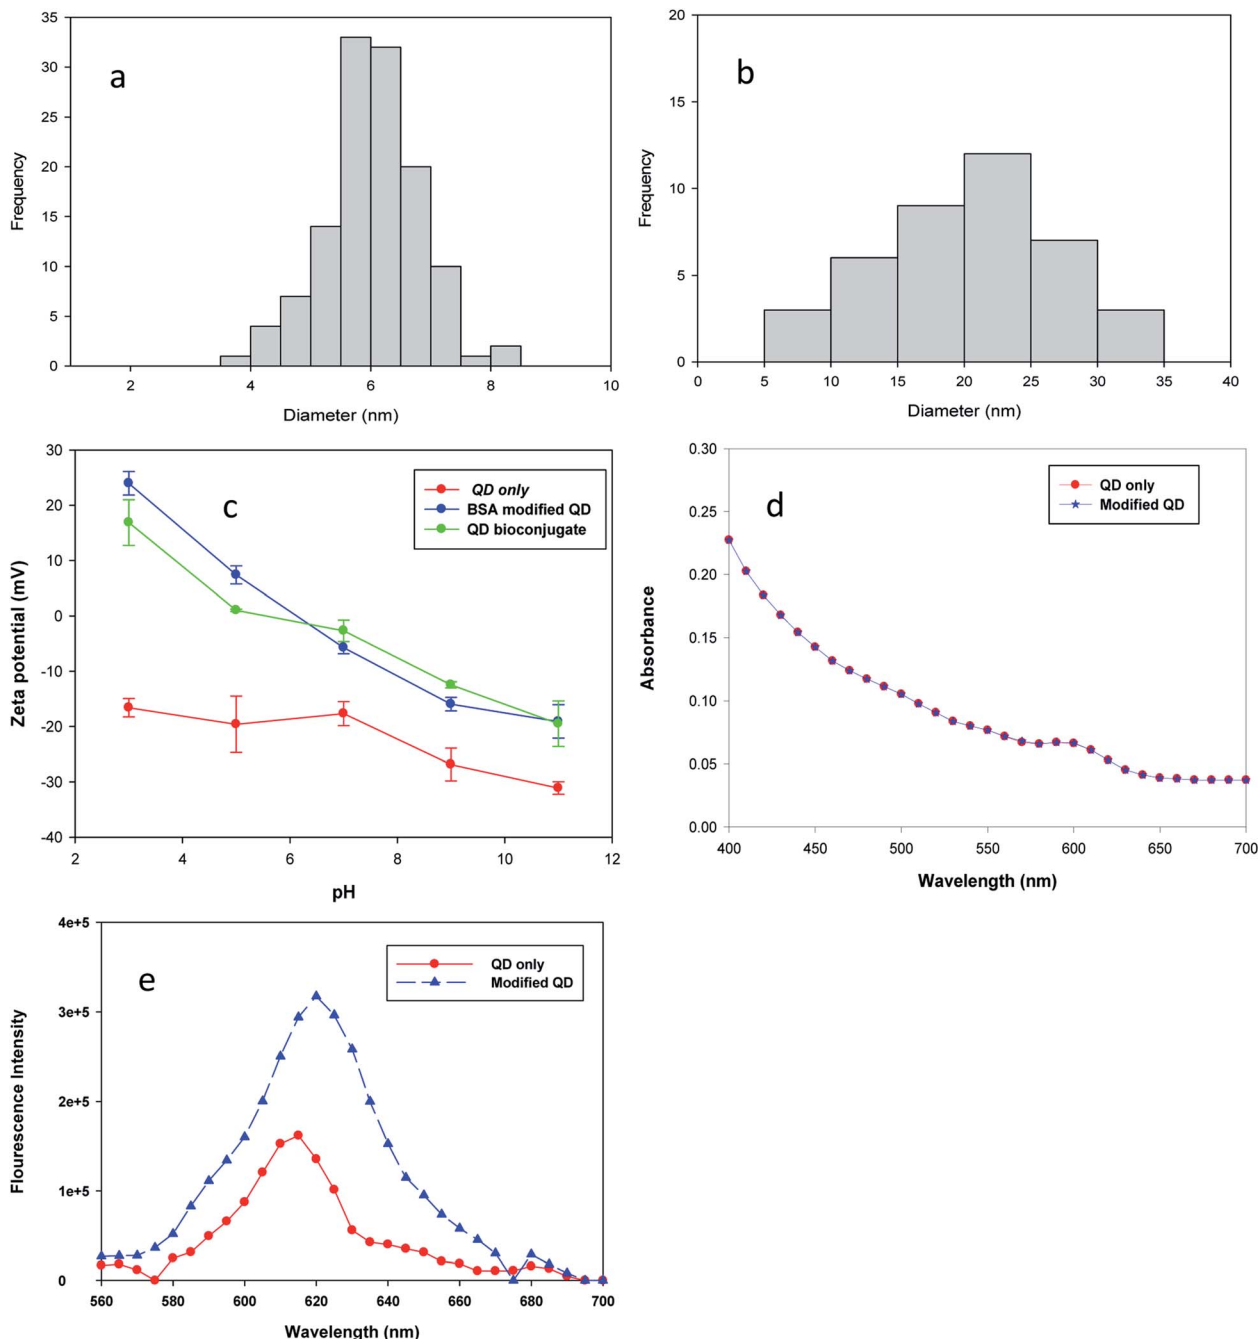 35
30
25
20
15
10
5
0
a
Frequency
2
4
6
8
10
Diameter (nm)
20
15
10
5
0
b
Frequency
0
5
10
15
20
25
30
35
40
Diameter (nm)
30
20
10
0
-10
-20
-30
-40
c
QD only
BSA modified QD
QD bioconjugate
Zeta potential (mV)
2
4
6
8
10
12
pH
0.30
0.25
0.20
0.15
0.10
0.05
0.00
d
QD only
Modified QD
Absorbance
400
450
500
550
600
650
700
Wavelength (nm)
4e+5
3e+5
2e+5
1e+5
0
e
QD only
Modified QD
Flourescence Intensity
560
580
600
620
640
660
680
700
Wavelength (nm)